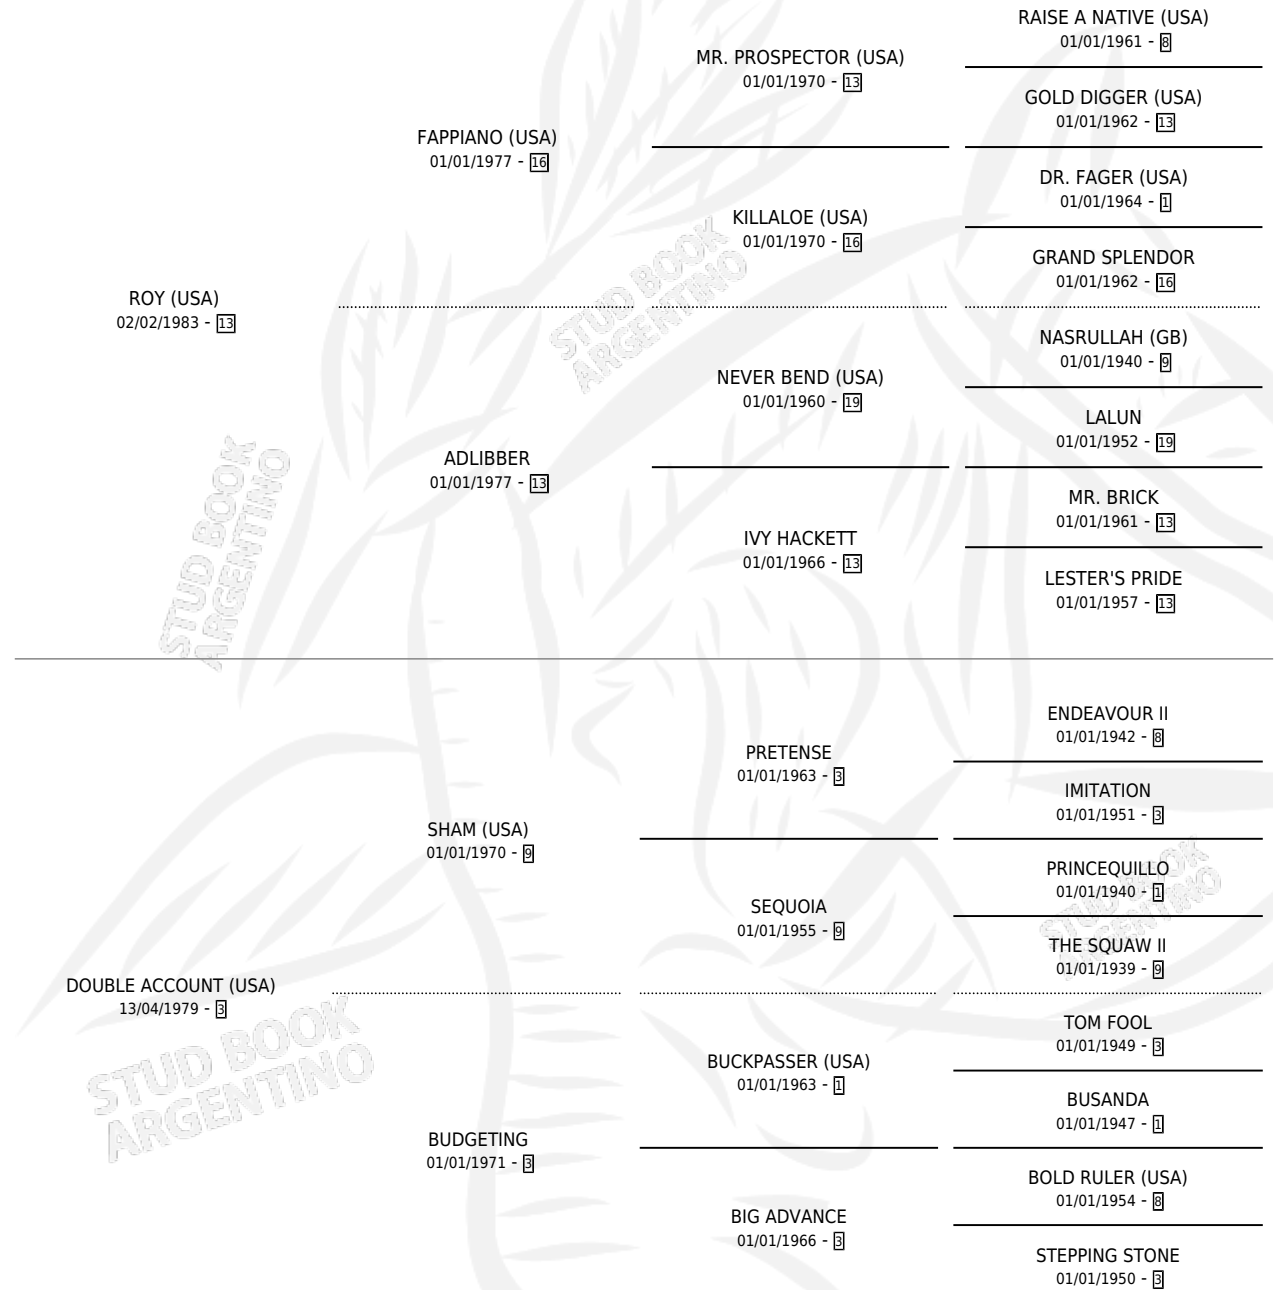 RAISE A NATIVE (USA)
01/01/1961 - 8
MR. PROSPECTOR (USA)
01/01/1970 - 13
GOLD DIGGER (USA)
01/01/1962 - 13
FAPPIANO (USA)
01/01/1977 - 16
DR. FAGER (USA)
01/01/1964 - 1
KILLALOE (USA)
01/01/1970 - 16
GRAND SPLENDOR
01/01/1962 - 16
ROY (USA)
02/02/1983 - 13
NASRULLAH (GB)
01/01/1940 - 9
NEVER BEND (USA)
01/01/1960 - 19
LALUN
01/01/1952 - 19
ADLIBBER
01/01/1977 - 13
MR. BRICK
01/01/1961 - 13
IVY HACKETT
01/01/1966 - 13
LESTER'S PRIDE
01/01/1957 - 13
STUD BOOK
ARGENTINO
STUD BOOK
ARGENTINO
ENDEAVOUR II
01/01/1942 - 8
PRETENSE
01/01/1963 - 3
IMITATION
01/01/1951 - 3
SHAM (USA)
01/01/1970 - 9
PRINCEQUILLO
01/01/1940 - 1
SEQUOIA
01/01/1955 - 9
THE SQUAW II
01/01/1939 - 9
STUD BOOK
ARGENTINO
DOUBLE ACCOUNT (USA)
13/04/1979 - 3
TOM FOOL
01/01/1949 - 3
BUCKPASSER (USA)
01/01/1963 - 1
BUSANDA
01/01/1947 - 1
BUDGETING
01/01/1971 - 3
BOLD RULER (USA)
01/01/1954 - 8
BIG ADVANCE
01/01/1966 - 3
STEPPING STONE
01/01/1950 - 3
STUD BOOK
ARGENTINO